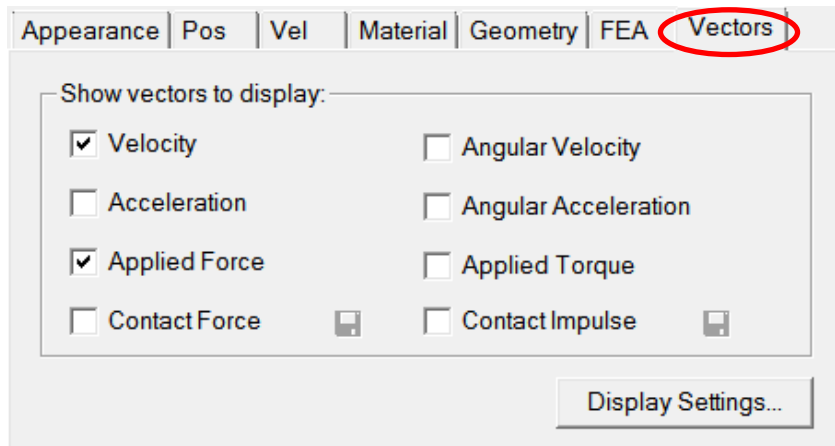 Appearance Pos Vel Material Geometry FEA Vectors
Show vectors to display:
Velocity Angular Velocity
Acceleration Angular Acceleration
Applied Force Applied Torque
Contact Force Contact Impulse
Display Settings...